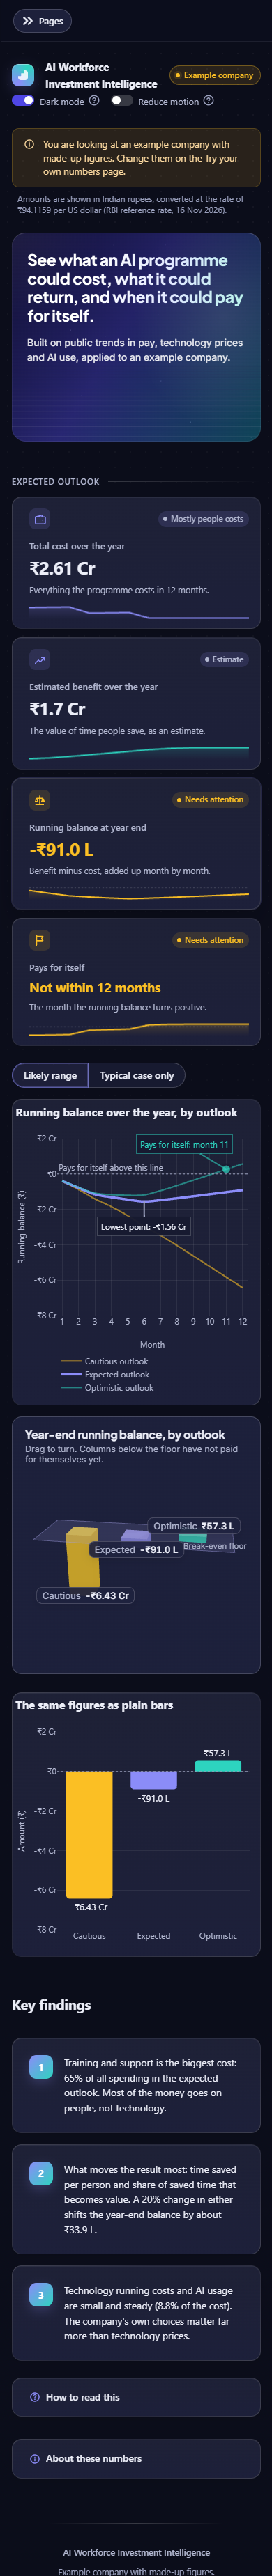 Pages
AI Workforce
Investment Intelligence
Example company
Dark mode
Reduce motion
You are looking at an example company with
made-up figures. Change them on the Try your
own numbers page.
Amounts are shown in Indian rupees, converted at the rate of
₹94.1159 per US dollar (RBI reference rate, 16 Nov 2026).
See what an AI programme
could cost, what it could
return, and when it could pay
for itself.
Built on public trends in pay, technology prices
and AI use, applied to an example company.
EXPECTED OUTLOOK
Mostly people costs
Total cost over the year
₹2.61 Cr
Everything the programme costs in 12 months.
Estimate
Estimated benefit over the year
₹1.7 Cr
The value of time people save, as an estimate.
Needs attention
Running balance at year end
-₹91.0 L
Benefit minus cost, added up month by month.
Needs attention
Pays for itself
Not within 12 months
The month the running balance turns positive.
Likely range
Typical case only
Running balance over the year, by outlook
₹2 Cr
Pays for itself: month 11
Pays for itself above this line
₹0
-₹2 Cr
Lowest point: -₹1.56 Cr
-₹4 Cr
-₹6 Cr
-₹8 Cr
Running balance (₹)
1 2 3 4 5 6 7 8 9 10 11 12
Month
Cautious outlook
Expected outlook
Optimistic outlook
Year-end running balance, by outlook
Drag to turn. Columns below the floor have not paid
for themselves yet.
Optimistic ₹57.3 L
Break-even floor
Expected -₹91.0 L
Cautious -₹6.43 Cr
The same figures as plain bars
₹2 Cr
₹57.3 L
₹0
-₹91.0 L
-₹2 Cr
-₹4 Cr
-₹6 Cr
-₹6.43 Cr
-₹8 Cr
Amount (₹)
Cautious Expected Optimistic
Key findings
1
Training and support is the biggest cost:
65% of all spending in the expected
outlook. Most of the money goes on
people, not technology.
2
What moves the result most: time saved
per person and share of saved time that
becomes value. A 20% change in either
shifts the year-end balance by about
₹33.9 L.
3
Technology running costs and AI usage
are small and steady (8.8% of the cost).
The company's own choices matter far
more than technology prices.
How to read this
About these numbers
AI Workforce Investment Intelligence
Example company with made-up figures.